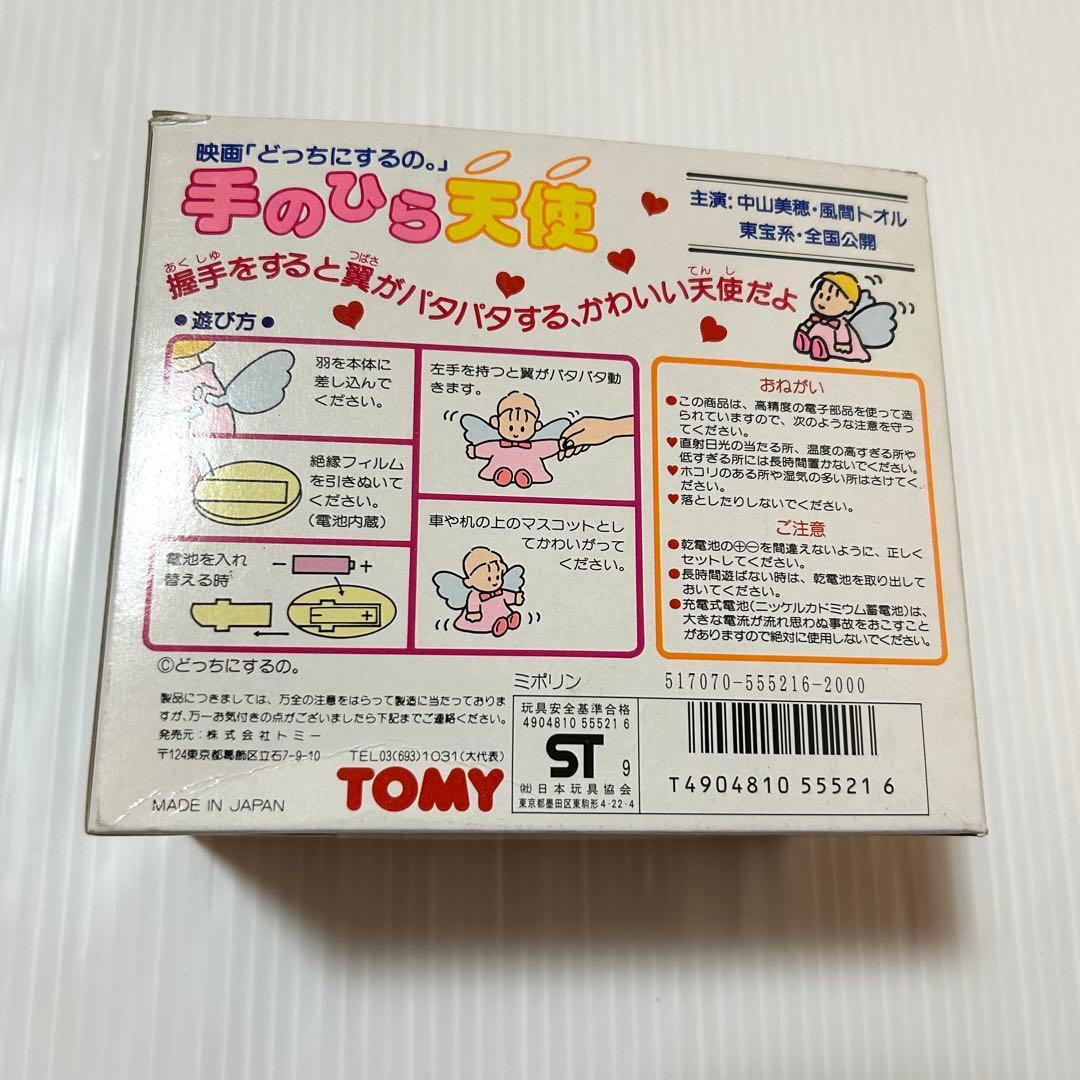 映画「どっちにするの。」
手のひら天使
主演:中山美穂・風間トオル
東宝系・全国公開
あくしゅ つばさ てんし
握手をすると翼がパタパタする、かわいい天使だよ
●遊び方●
羽を本体に
差し込んで
ください。
絶縁フィルム
を引きぬいて
ください。
(電池内蔵)
電池を入れ
替える時
− +
+
左手を持つと翼がパタパタ動
きます。
車や机の上のマスコットとし
てかわいがって
ください。
おねがい
●この商品は、高精度の電子部品を使って造
られていますので、次のような注意を守っ
てください。
♥直射日光の当たる所、温度の高すぎる所や
低すぎる所には長時間置かないでください。
♥ホコリのある所や湿気の多い所はさけてく
ださい。
♥落としたりしないでください。
ご注意
●乾電池の⊕⊖を間違えないように、正しく
セットしてください。
●長時間遊ばない時は、乾電池を取り出して
おいてください。
●充電式電池(ニッケルカドミウム蓄電池)は、
大きな電流が流れ思わぬ事故をおこすこと
がありますので絶対に使用しないでください。
©どっちにするの。
製品につきましては、万全の注意をはらって製造に当たっておりま
すが、万一お気付きの点がございましたら下記までご連絡ください。
発売元:株式会社トミー
〒124東京都葛飾区立石7-9-10 TEL03(693)1031(大代表)
MADE IN JAPAN
TOMY
ミポリン
517070-555216-2000
玩具安全基準合格
4904810 55521 6
ST 9
㈳日本玩具協会
東京都墨田区東駒形4-22-4
T4904810 55521 6